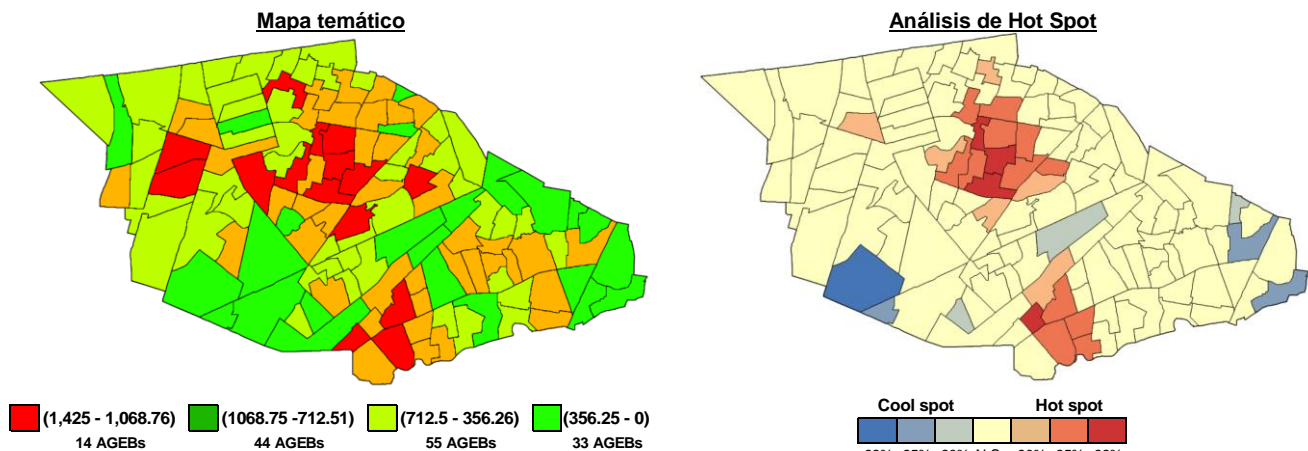 Mapa temático
Análisis de Hot Spot
(1,425 - 1,068.76) (1068.75 -712.51) (712.5 - 356.26) (356.25 - 0)
14 AGEBs 44 AGEBs 55 AGEBs 33 AGEBs
Cool spot Hot spot